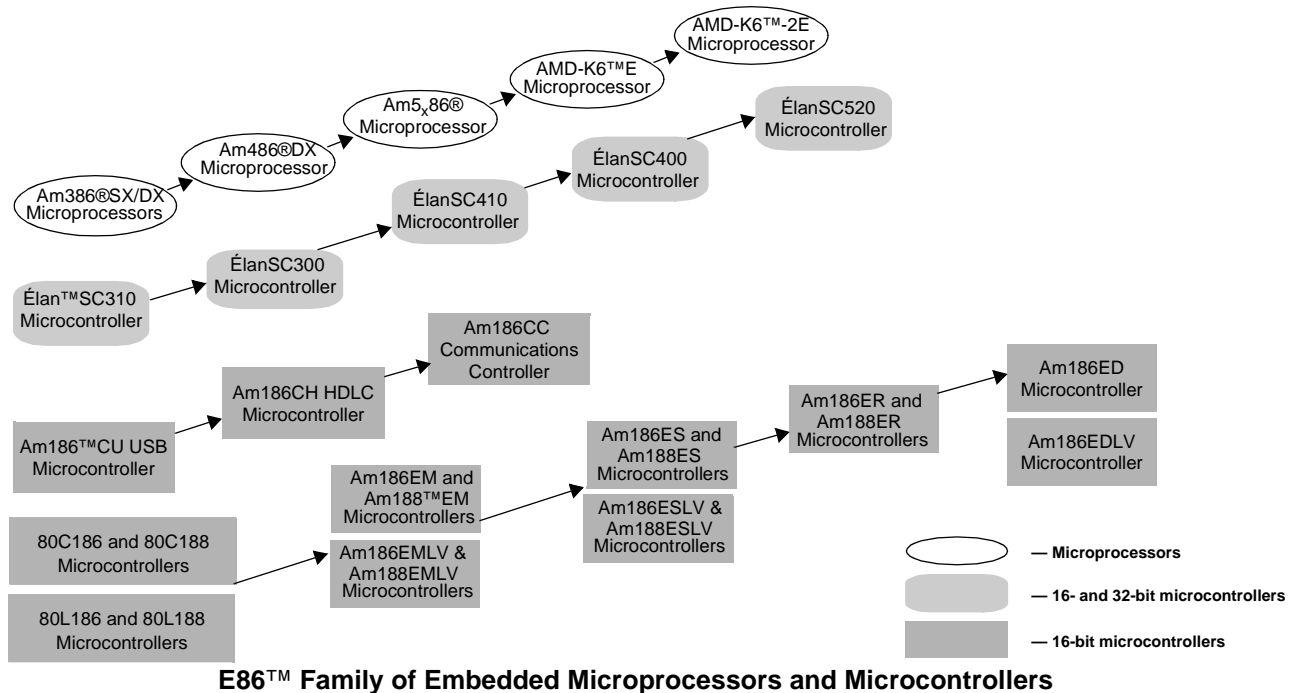 AMD-K6™-2E
Microprocessor
AMD-K6™E
Microprocessor
Am5x86®
Microprocessor
Am486®DX
Microprocessor
Am386®SX/DX
Microprocessors
ÉlanSC520
Microcontroller
ÉlanSC400
Microcontroller
ÉlanSC410
Microcontroller
ÉlanSC300
Microcontroller
Élan™SC310
Microcontroller
Am186CC
Communications
Controller
Am186CH HDLC
Microcontroller
Am186™CU USB
Microcontroller
Am186ED
Microcontroller
Am186EDLV
Microcontroller
Am186ER and
Am188ER
Microcontrollers
Am186ES and
Am188ES
Microcontrollers
Am186ESLV &
Am188ESLV
Microcontrollers
Am186EM and
Am188™EM
Microcontrollers
Am186EMLV &
Am188EMLV
Microcontrollers
80C186 and 80C188
Microcontrollers
80L186 and 80L188
Microcontrollers
— Microprocessors
— 16- and 32-bit microcontrollers
— 16-bit microcontrollers
E86™ Family of Embedded Microprocessors and Microcontrollers